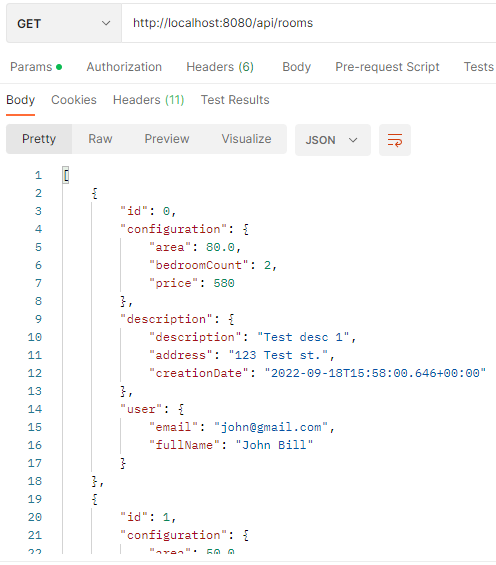 GET http://localhost:8080/api/rooms
Params Authorization Headers (6) Body Pre-request Script Tests
Body Cookies Headers (11) Test Results
Pretty Raw Preview Visualize JSON
1 [
2 {
3 "id": 0,
4 "configuration": {
5 "area": 80.0,
6 "bedroomCount": 2,
7 "price": 580
8 },
9 "description": {
10 "description": "Test desc 1",
11 "address": "123 Test st.",
12 "creationDate": "2022-09-18T15:58:00.646+00:00"
13 },
14 "user": {
15 "email": "john@gmail.com",
16 "fullName": "John Bill"
17 }
18 },
19 {
20 "id": 1,
21 "configuration": {
22 "area": 50.0